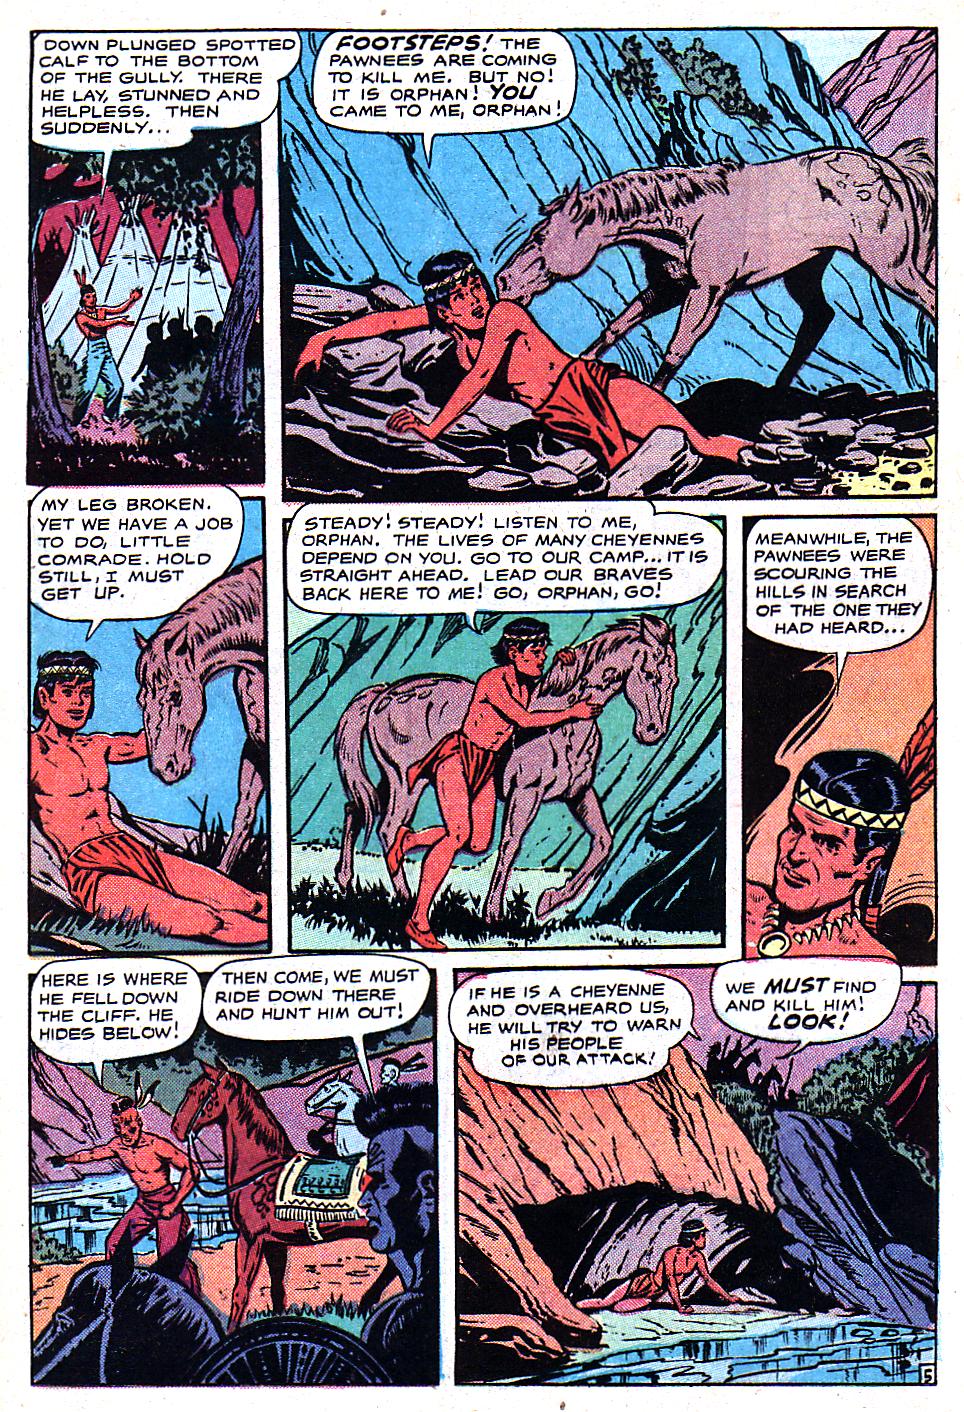 DOWN PLUNGED SPOTTED
CALF TO THE BOTTOM
OF THE GULLY. THERE
HE LAY, STUNNED AND
HELPLESS. THEN
SUDDENLY...
FOOTSTEPS! THE
PAWNEES ARE COMING
TO KILL ME. BUT NO!
IT IS ORPHAN! YOU
CAME TO ME, ORPHAN!
MY LEG BROKEN.
YET WE HAVE A JOB
TO DO, LITTLE
COMRADE. HOLD
STILL, I MUST
GET UP.
STEADY! STEADY! LISTEN TO ME,
ORPHAN. THE LIVES OF MANY CHEYENNES
DEPEND ON YOU. GO TO OUR CAMP... IT IS
STRAIGHT AHEAD. LEAD OUR BRAVES
BACK HERE TO ME! GO, ORPHAN, GO!
MEANWHILE, THE
PAWNEES WERE
SCOURING THE
HILLS IN SEARCH
OF THE ONE THEY
HAD HEARD...
HERE IS WHERE
HE FELL DOWN
THE CLIFF. HE
HIDES BELOW!
THEN COME, WE MUST
RIDE DOWN THERE
AND HUNT HIM OUT!
IF HE IS A CHEYENNE
AND OVERHEARD US,
HE WILL TRY TO WARN
HIS PEOPLE
OF OUR ATTACK!
WE MUST FIND
AND KILL HIM!
LOOK!
5